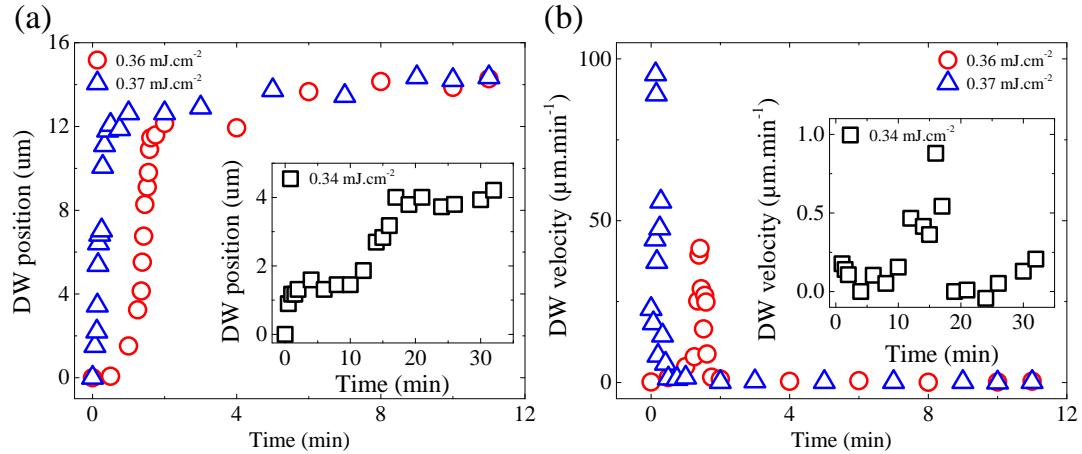 (a)
16
12
8
4
0
DW position (um)
0.36 mJ.cm⁻²
0.37 mJ.cm⁻²
0 4 8 12
Time (min)
4
2
0
DW position (um)
0.34 mJ.cm⁻²
0 10 20 30
Time (min)
(b)
100
50
0
DW velocity (μm.min⁻¹)
0.36 mJ.cm⁻²
0.37 mJ.cm⁻²
0 2 4 6 8 10 12
Time (min)
1.0
0.5
0.0
DW velocity (μm.min⁻¹)
0.34 mJ.cm⁻²
0 10 20 30
Time (min)